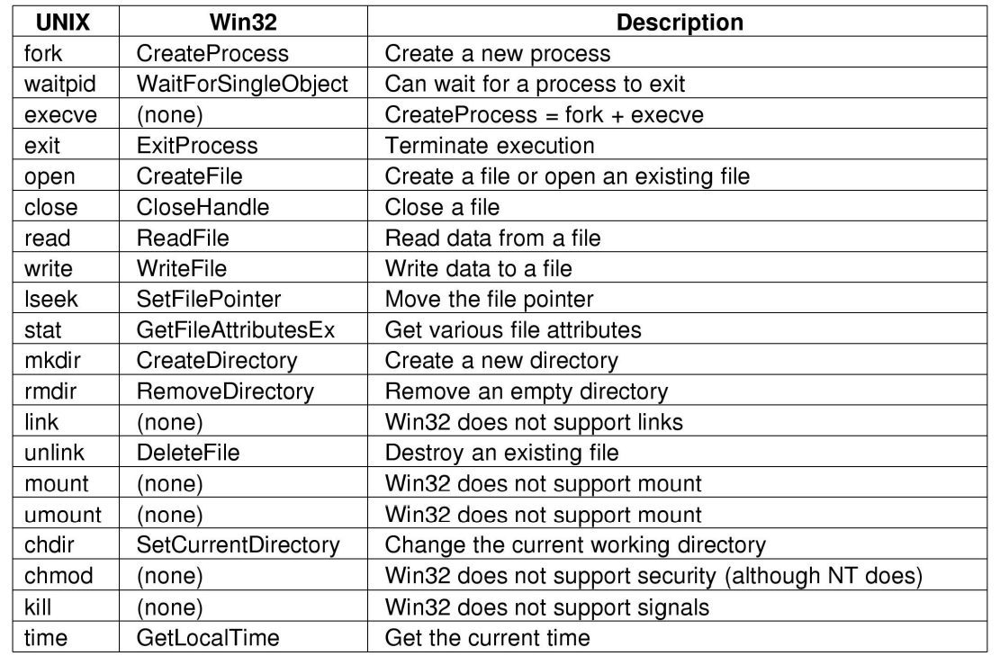 UNIX Win32 Description
fork CreateProcess Create a new process
waitpid WaitForSingleObject Can wait for a process to exit
execve (none) CreateProcess = fork + execve
exit ExitProcess Terminate execution
open CreateFile Create a file or open an existing file
close CloseHandle Close a file
read ReadFile Read data from a file
write WriteFile Write data to a file
lseek SetFilePointer Move the file pointer
stat GetFileAttributesEx Get various file attributes
mkdir CreateDirectory Create a new directory
rmdir RemoveDirectory Remove an empty directory
link (none) Win32 does not support links
unlink DeleteFile Destroy an existing file
mount (none) Win32 does not support mount
umount (none) Win32 does not support mount
chdir SetCurrentDirectory Change the current working directory
chmod (none) Win32 does not support security (although NT does)
kill (none) Win32 does not support signals
time GetLocalTime Get the current time